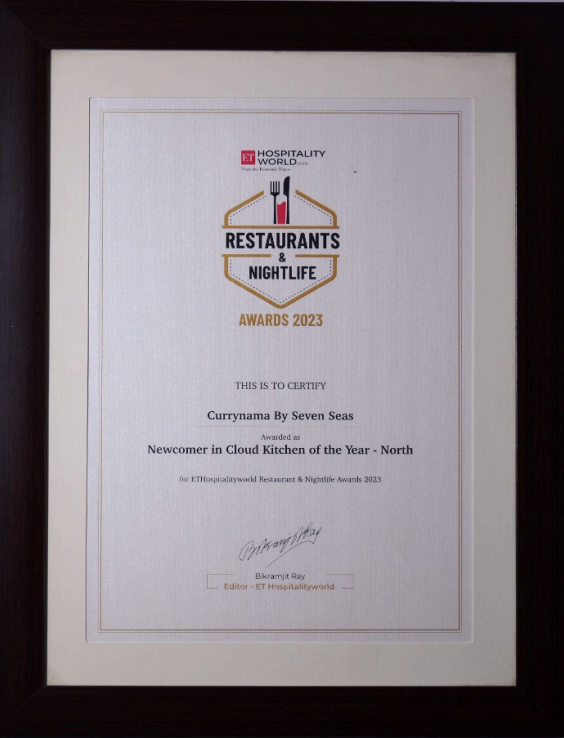 ET HOSPITALITY
WORLD.com
From the Economic Times
RESTAURANTS
&
NIGHTLIFE
AWARDS 2023
THIS IS TO CERTIFY
Currynama By Seven Seas
Awarded as
Newcomer in Cloud Kitchen of the Year - North
for ETHospitalityworld Restaurant & Nightlife Awards 2023
Bikramjit Ray
Bikramjit Ray
Editor - ET Hospitalityworld